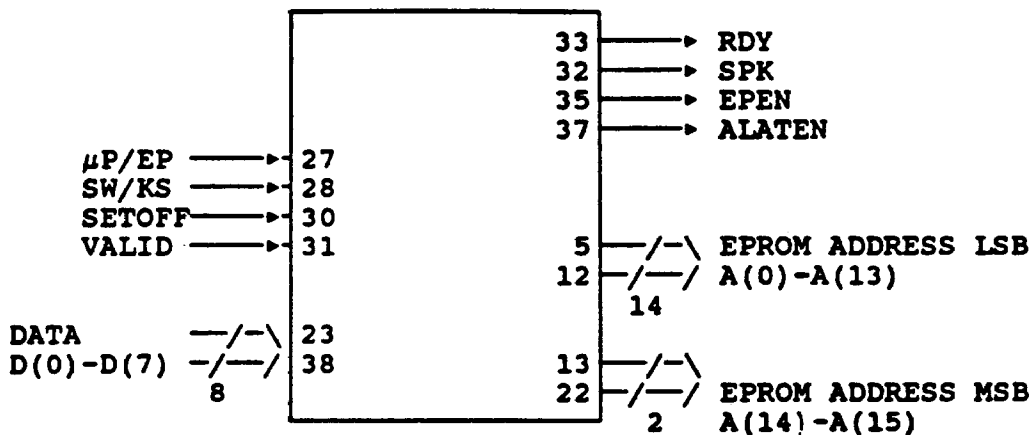 33 RDY
32 SPK
35 EPEN
37 ALATEN
μP/EP 27
SW/KS 28
SETOFF 30
VALID 31
5 EPROM ADDRESS LSB
12 A(0)-A(13)
14
DATA 23
D(0)-D(7) 38
8
13
22 EPROM ADDRESS MSB
2 A(14)-A(15)